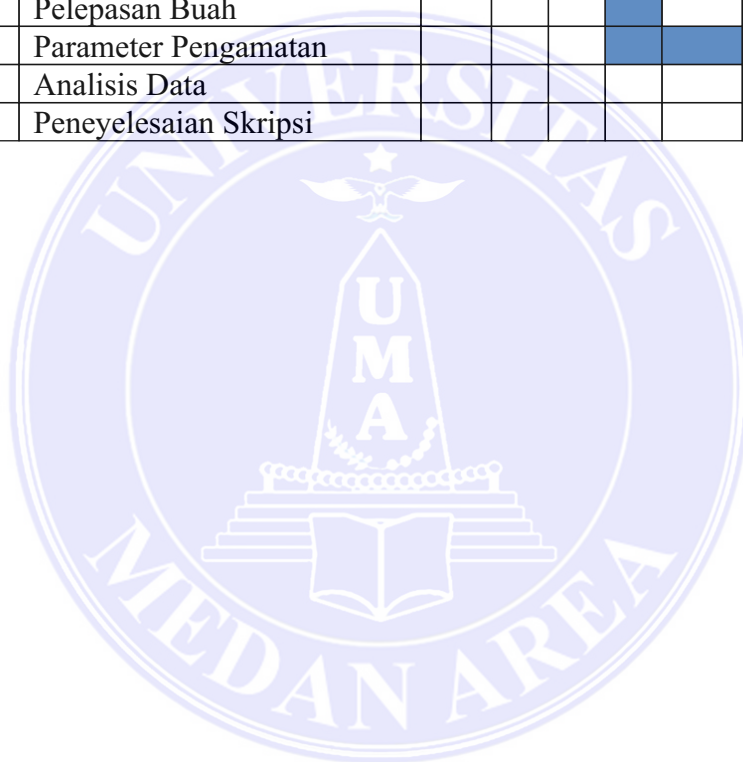 Pelepasan Buah
Parameter Pengamatan
Analisis Data
Peneyelesaian Skripsi
UNIVERSITAS
UMA
MEDAN AREA